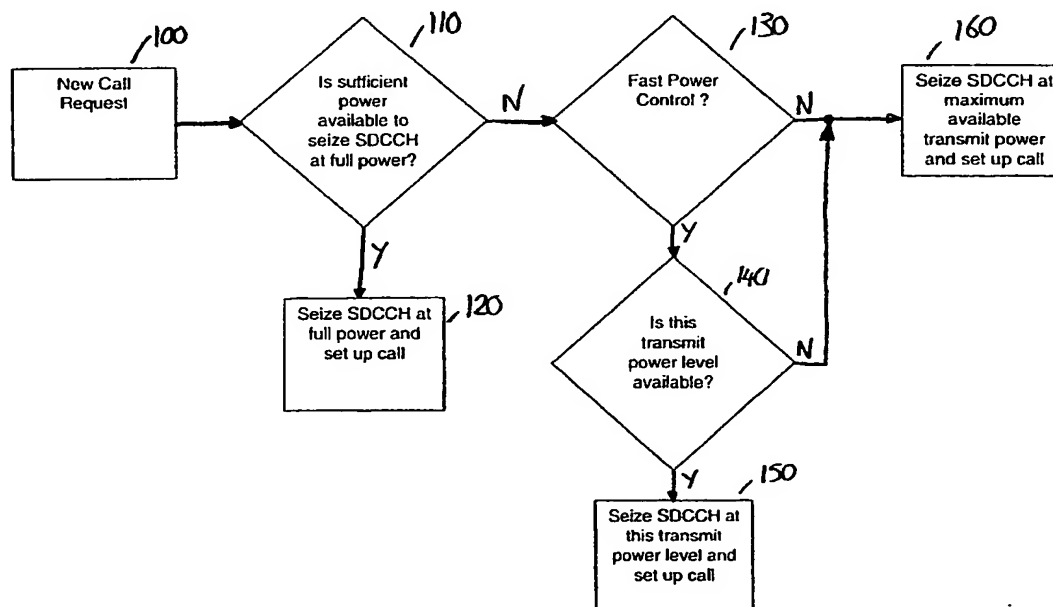 100
New Call
Request
110
Is sufficient
power
available to
seize SDCCH
at full power?
N
Y
120
Seize SDCCH at
full power and
set up call
130
Fast Power
Control ?
N
Y
140
Is this
transmit
power level
available?
N
Y
150
Seize SDCCH at
this transmit
power level and
set up call
160
Seize SDCCH at
maximum
available
transmit power
and set up call